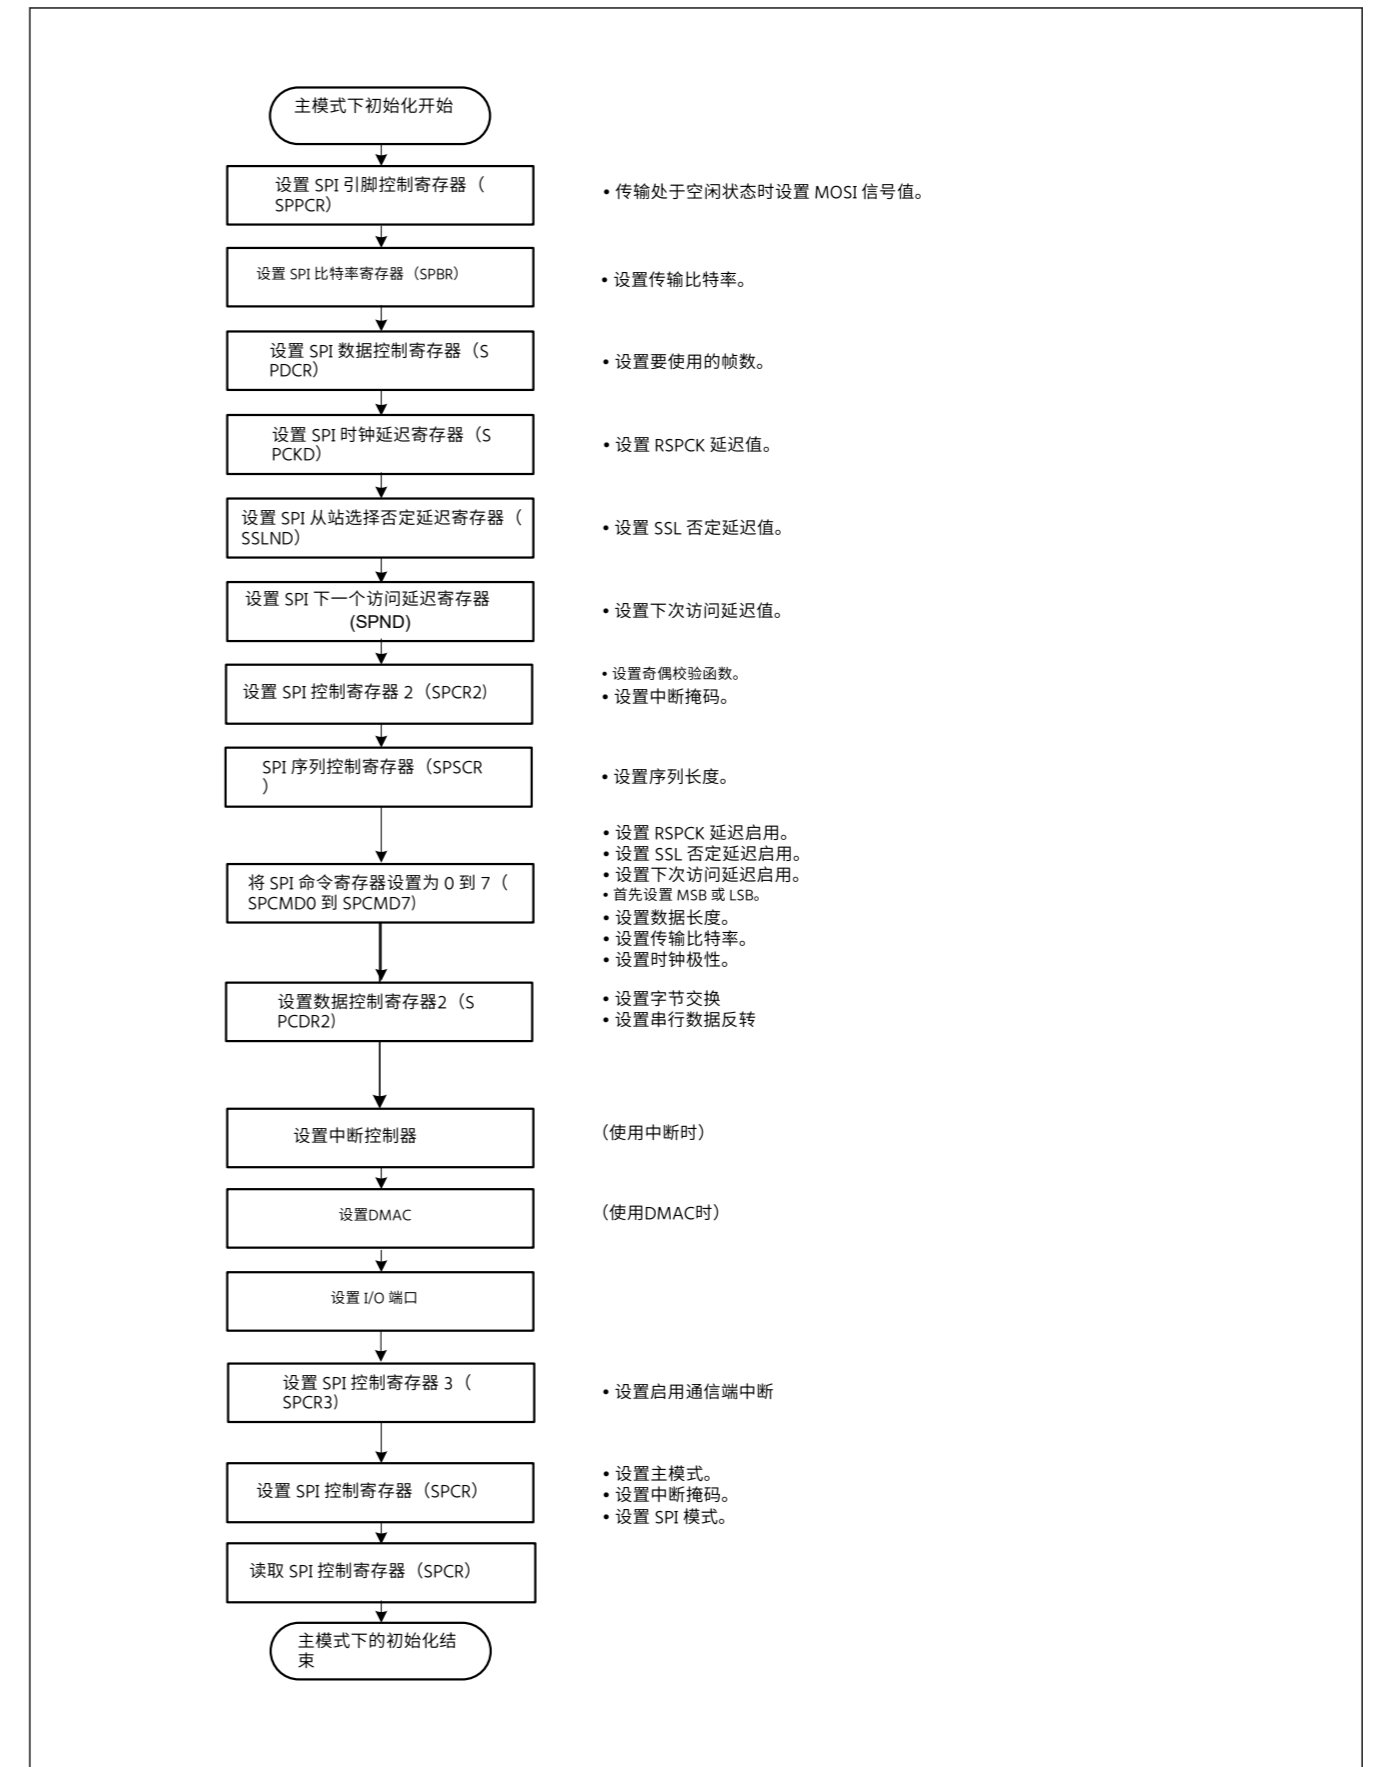 主模式下初始化开始
设置 SPI 引脚控制寄存器（
SPPCR）
• 传输处于空闲状态时设置 MOSI 信号值。
设置 SPI 比特率寄存器（SPBR）
• 设置传输比特率。
设置 SPI 数据控制寄存器（S
PDCR）
• 设置要使用的帧数。
设置 SPI 时钟延迟寄存器（S
PCKD）
• 设置 RSPCK 延迟值。
设置 SPI 从站选择否定延迟寄存器（
SSLND）
• 设置 SSL 否定延迟值。
设置 SPI 下一个访问延迟寄存器
(SPND)
• 设置下次访问延迟值。
设置 SPI 控制寄存器 2（SPCR2）
• 设置奇偶校验函数。
• 设置中断掩码。
SPI 序列控制寄存器（SPSCR
）
• 设置序列长度。
将 SPI 命令寄存器设置为 0 到 7（
SPCMD0 到 SPCMD7）
• 设置 RSPCK 延迟启用。
• 设置 SSL 否定延迟启用。
• 设置下次访问延迟启用。
• 首先设置 MSB 或 LSB。
• 设置数据长度。
• 设置传输比特率。
• 设置时钟极性。
设置数据控制寄存器2（S
PCDR2）
• 设置字节交换
• 设置串行数据反转
设置中断控制器
（使用中断时）
设置DMAC
（使用DMAC时）
设置 I/O 端口
设置 SPI 控制寄存器 3（
SPCR3）
• 设置启用通信端中断
设置 SPI 控制寄存器（SPCR）
• 设置主模式。
• 设置中断掩码。
• 设置 SPI 模式。
读取 SPI 控制寄存器（SPCR）
主模式下的初始化结
束